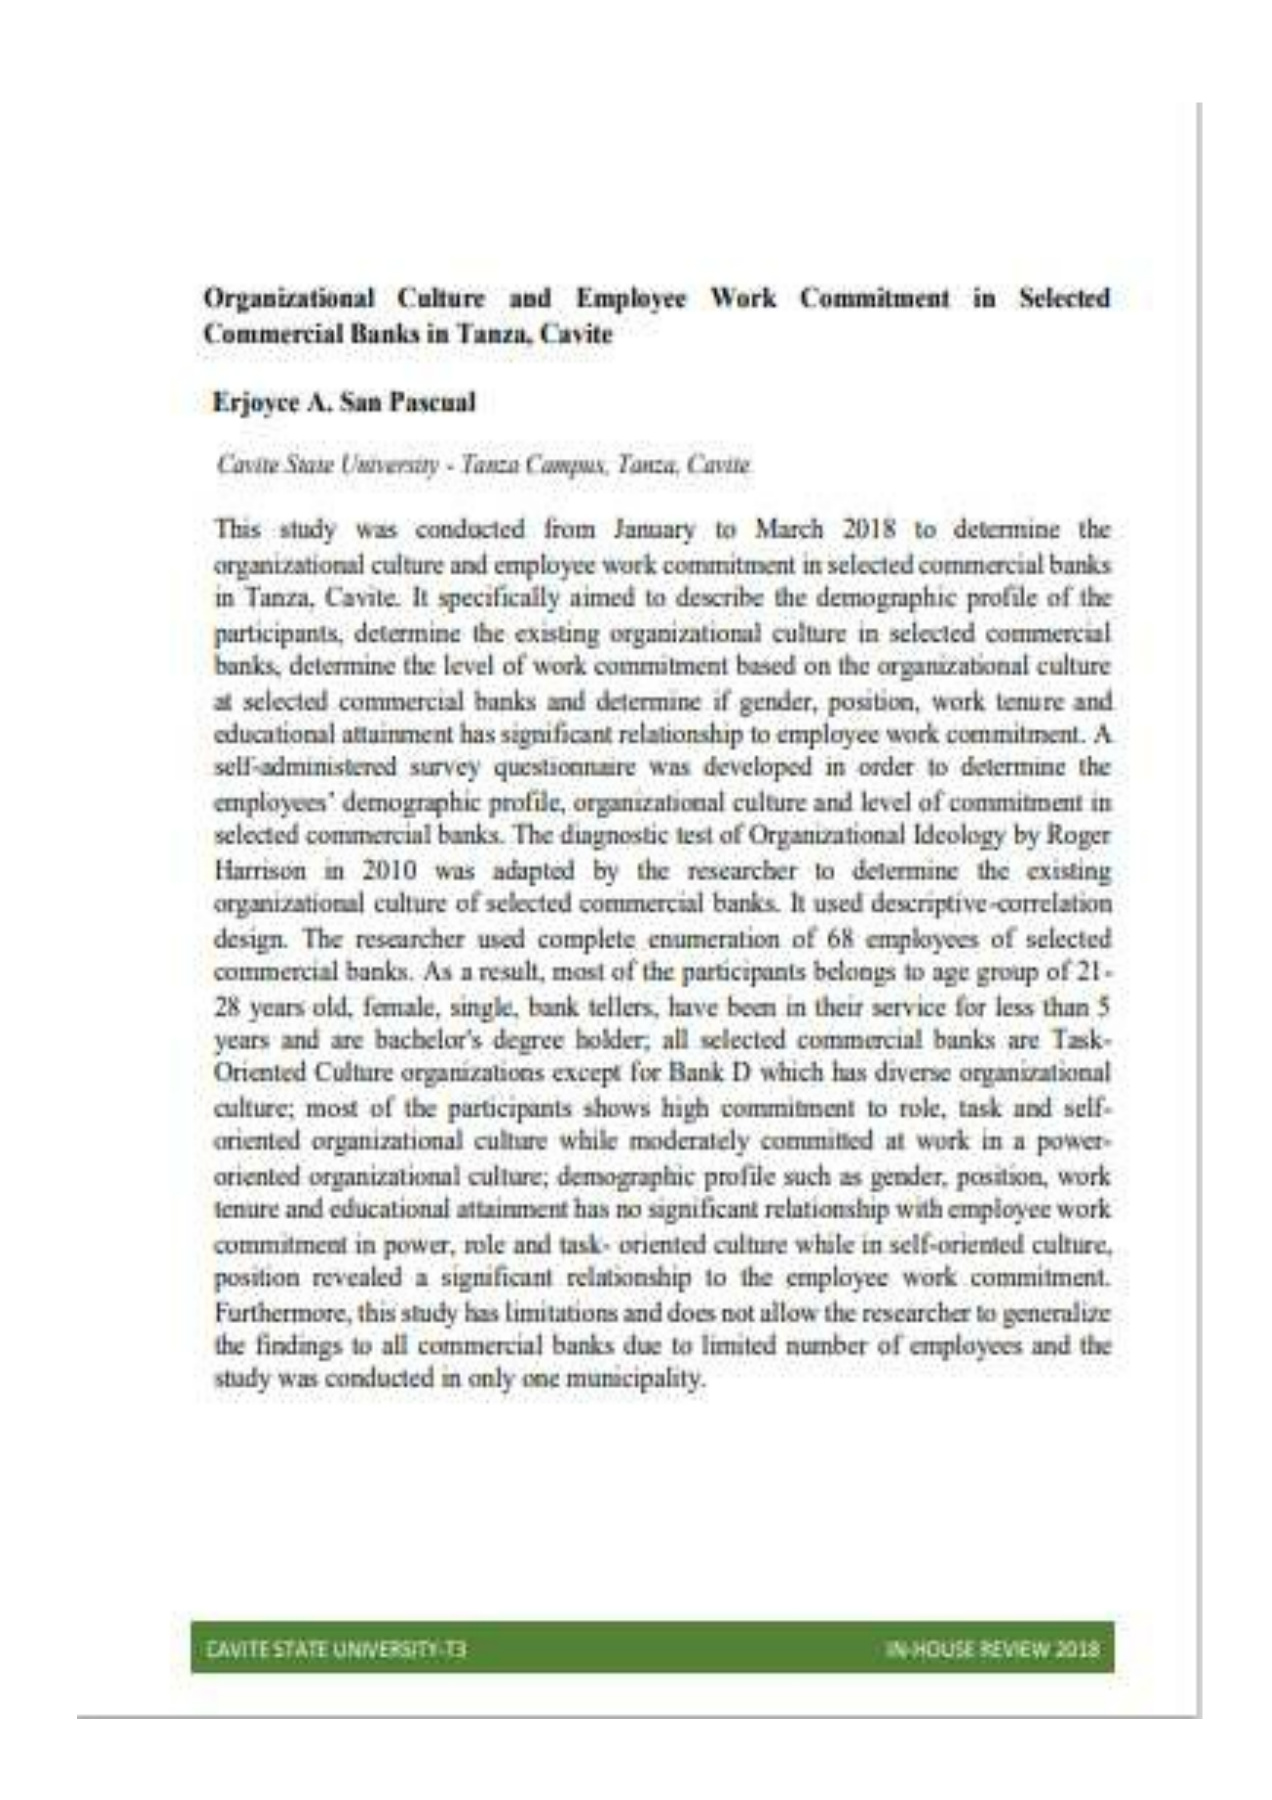 Organizational Culture and Employee Work Commitment in Selected
Commercial Banks in Tanza, Cavite
Erjoyce A. San Pascual
Cavite State University - Tanza Campus, Tanza, Cavite
This study was conducted from January to March 2018 to determine the
organizational culture and employee work commitment in selected commercial banks
in Tanza, Cavite. It specifically aimed to describe the demographic profile of the
participants, determine the existing organizational culture in selected commercial
banks, determine the level of work commitment based on the organizational culture
at selected commercial banks and determine if gender, position, work tenure and
educational attainment has significant relationship to employee work commitment. A
self-administered survey questionnaire was developed in order to determine the
employees' demographic profile, organizational culture and level of commitment in
selected commercial banks. The diagnostic test of Organizational Ideology by Roger
Harrison in 2010 was adapted by the researcher to determine the existing
organizational culture of selected commercial banks. It used descriptive-correlation
design. The researcher used complete enumeration of 68 employees of selected
commercial banks. As a result, most of the participants belongs to age group of 21-
28 years old, female, single, bank tellers, have been in their service for less than 5
years and are bachelor's degree holder; all selected commercial banks are Task-
Oriented Culture organizations except for Bank D which has diverse organizational
culture; most of the participants shows high commitment to role, task and self-
oriented organizational culture while moderately committed at work in a power-
oriented organizational culture; demographic profile such as gender, position, work
tenure and educational attainment has no significant relationship with employee work
commitment in power, role and task- oriented culture while in self-oriented culture,
position revealed a significant relationship to the employee work commitment.
Furthermore, this study has limitations and does not allow the researcher to generalize
the findings to all commercial banks due to limited number of employees and the
study was conducted in only one municipality.
CAVITE STATE UNIVERSITY-T3
IN-HOUSE REVIEW 2018